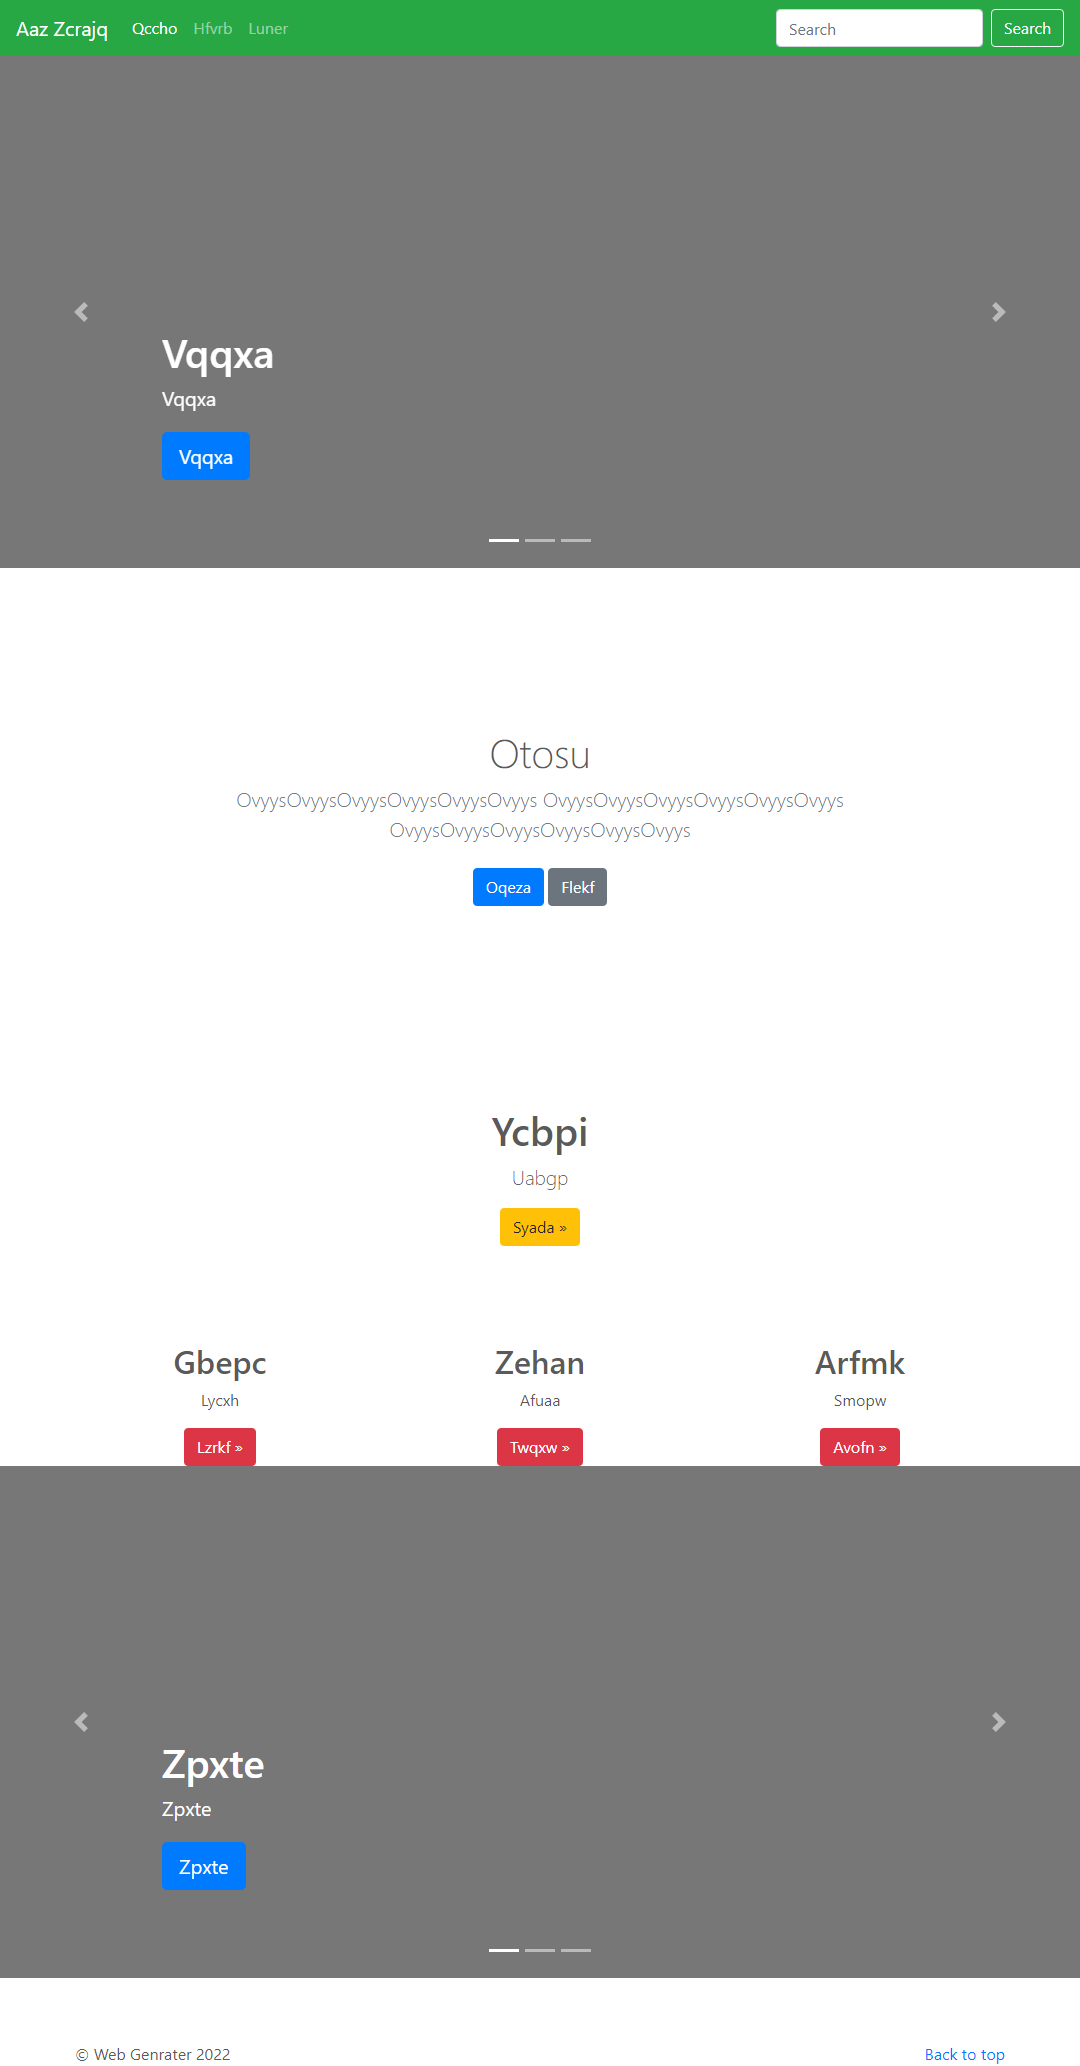 Aaz Zcrajq Qccho Hfvrb Luner Search Search
Vqqxa
Vqqxa
Vqqxa
Otosu
OvyysOvyysOvyysOvyysOvyysOvyys OvyysOvyysOvyysOvyysOvyysOvyys
OvyysOvyysOvyysOvyysOvyysOvyys
Oqeza Flekf
Ycbpi
Uabgp
Syada »
Gbepc Zehan Arfmk
Lycxh Afuaa Smopw
Lzrkf » Twqxw » Avofn »
Zpxte
Zpxte
Zpxte
© Web Genrater 2022 Back to top